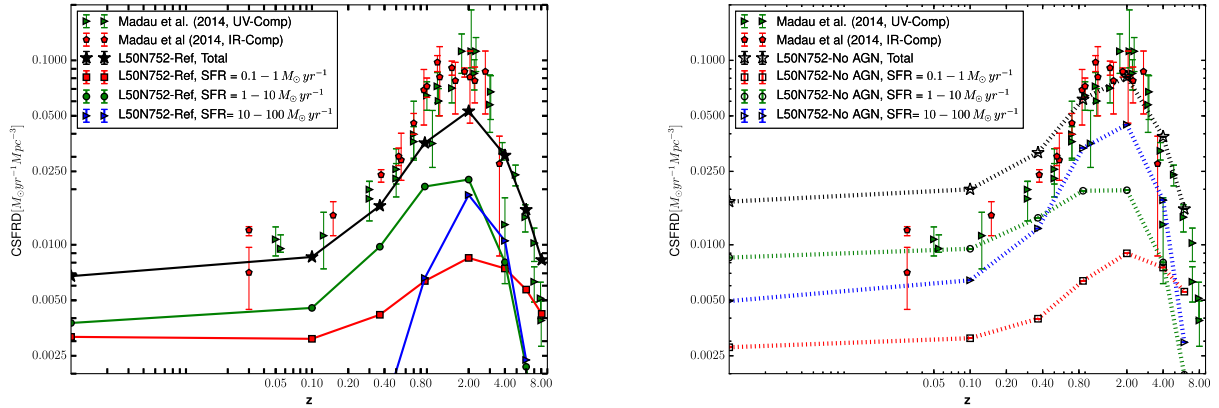 Madau et al. (2014, UV-Comp)
Madau et al (2014, IR-Comp)
L50N752-Ref, Total
L50N752-Ref, SFR = 0.1 − 1 M⊙yr⁻¹
L50N752-Ref, SFR = 1 − 10 M⊙yr⁻¹
L50N752-Ref, SFR= 10 − 100 M⊙yr⁻¹
0.1000
0.0500
0.0250
0.0100
0.0050
0.0025
CSFRD[M⊙yr⁻¹Mpc⁻³]
0.05 0.10 0.20 0.40 0.80 2.00 4.00 8.00
z
Madau et al. (2014, UV-Comp)
Madau et al (2014, IR-Comp)
L50N752-No AGN, Total
L50N752-No AGN, SFR = 0.1 − 1 M⊙yr⁻¹
L50N752-No AGN, SFR = 1 − 10 M⊙yr⁻¹
L50N752-No AGN, SFR= 10 − 100 M⊙yr⁻¹
0.1000
0.0500
0.0250
0.0100
0.0050
0.0025
CSFRD[M⊙yr⁻¹Mpc⁻³]
0.05 0.10 0.20 0.40 0.80 2.00 4.00 8.00
z